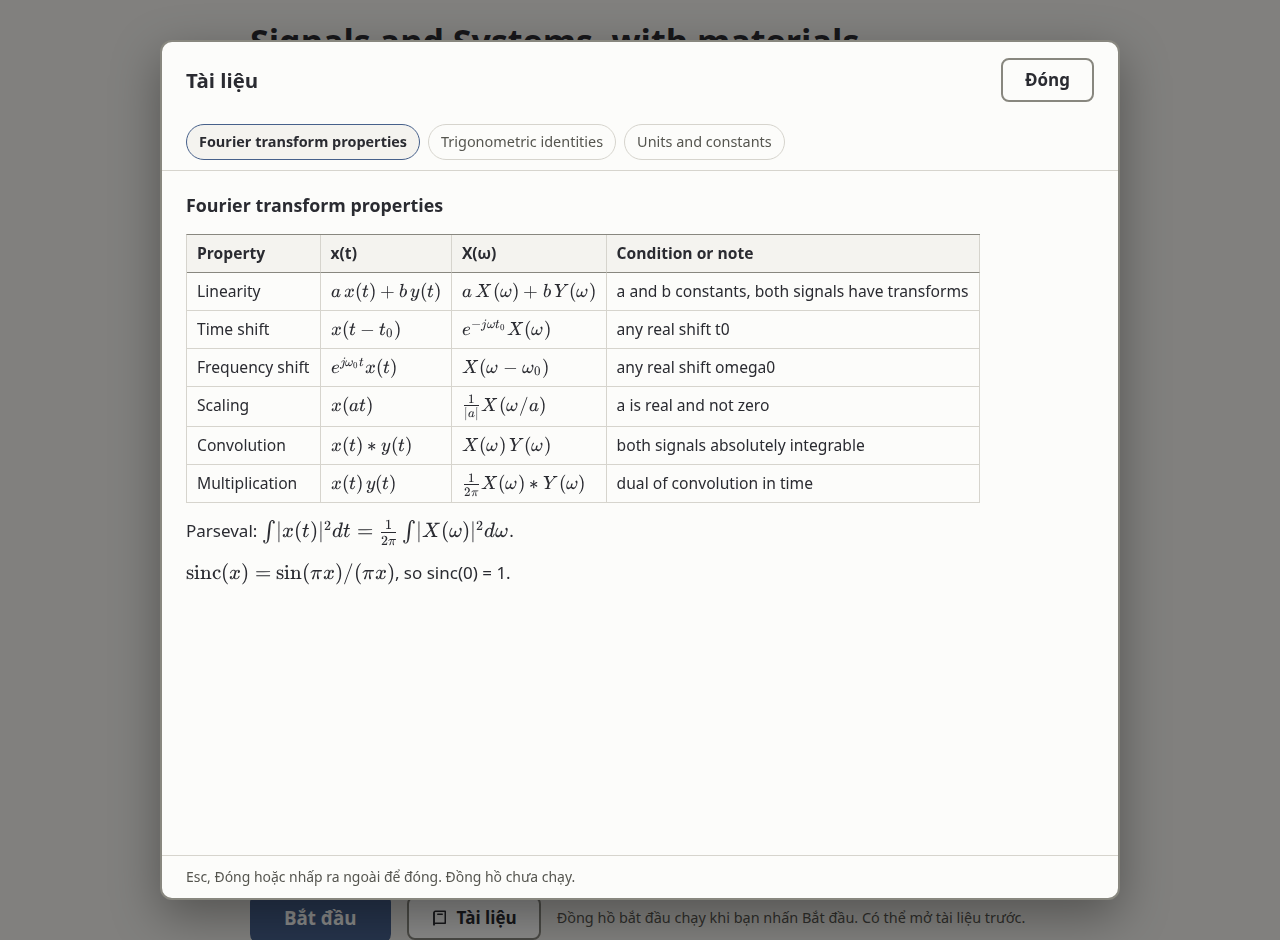 Signals and Systems, with materials
Tài liệu
Đóng
Fourier transform properties
Trigonometric identities
Units and constants
Fourier transform properties
Property x(t) X(ω) Condition or note
Linearity a x(t) + b y(t) a X(ω) + b Y(ω) a and b constants, both signals have transforms
Time shift x(t − t₀) e^{−jωt₀} X(ω) any real shift t0
Frequency shift e^{jω₀t} x(t) X(ω − ω₀) any real shift omega0
Scaling x(at) 1/|a| X(ω/a) a is real and not zero
Convolution x(t) ∗ y(t) X(ω) Y(ω) both signals absolutely integrable
Multiplication x(t) y(t) 1/2π X(ω) ∗ Y(ω) dual of convolution in time
Parseval: ∫|x(t)|²dt = 1/2π ∫|X(ω)|²dω.
sinc(x) = sin(πx)/(πx), so sinc(0) = 1.
Esc, Đóng hoặc nhấp ra ngoài để đóng. Đồng hồ chưa chạy.
Bắt đầu
Tài liệu
Đồng hồ bắt đầu chạy khi bạn nhấn Bắt đầu. Có thể mở tài liệu trước.